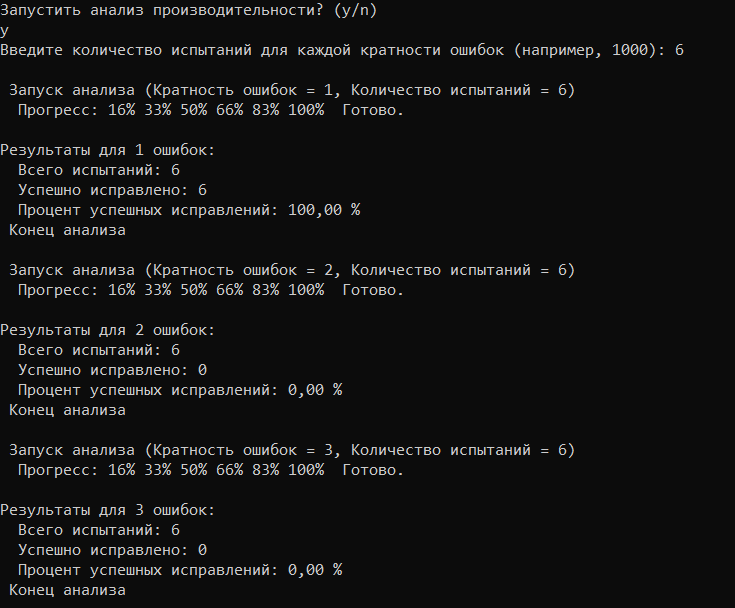 Запустить анализ производительности? (y/n)
y
Введите количество испытаний для каждой кратности ошибок (например, 1000): 6
Запуск анализа (Кратность ошибок = 1, Количество испытаний = 6)
Прогресс: 16% 33% 50% 66% 83% 100%  Готово.
Результаты для 1 ошибок:
Всего испытаний: 6
Успешно исправлено: 6
Процент успешных исправлений: 100,00 %
Конец анализа
Запуск анализа (Кратность ошибок = 2, Количество испытаний = 6)
Прогресс: 16% 33% 50% 66% 83% 100%  Готово.
Результаты для 2 ошибок:
Всего испытаний: 6
Успешно исправлено: 0
Процент успешных исправлений: 0,00 %
Конец анализа
Запуск анализа (Кратность ошибок = 3, Количество испытаний = 6)
Прогресс: 16% 33% 50% 66% 83% 100%  Готово.
Результаты для 3 ошибок:
Всего испытаний: 6
Успешно исправлено: 0
Процент успешных исправлений: 0,00 %
Конец анализа